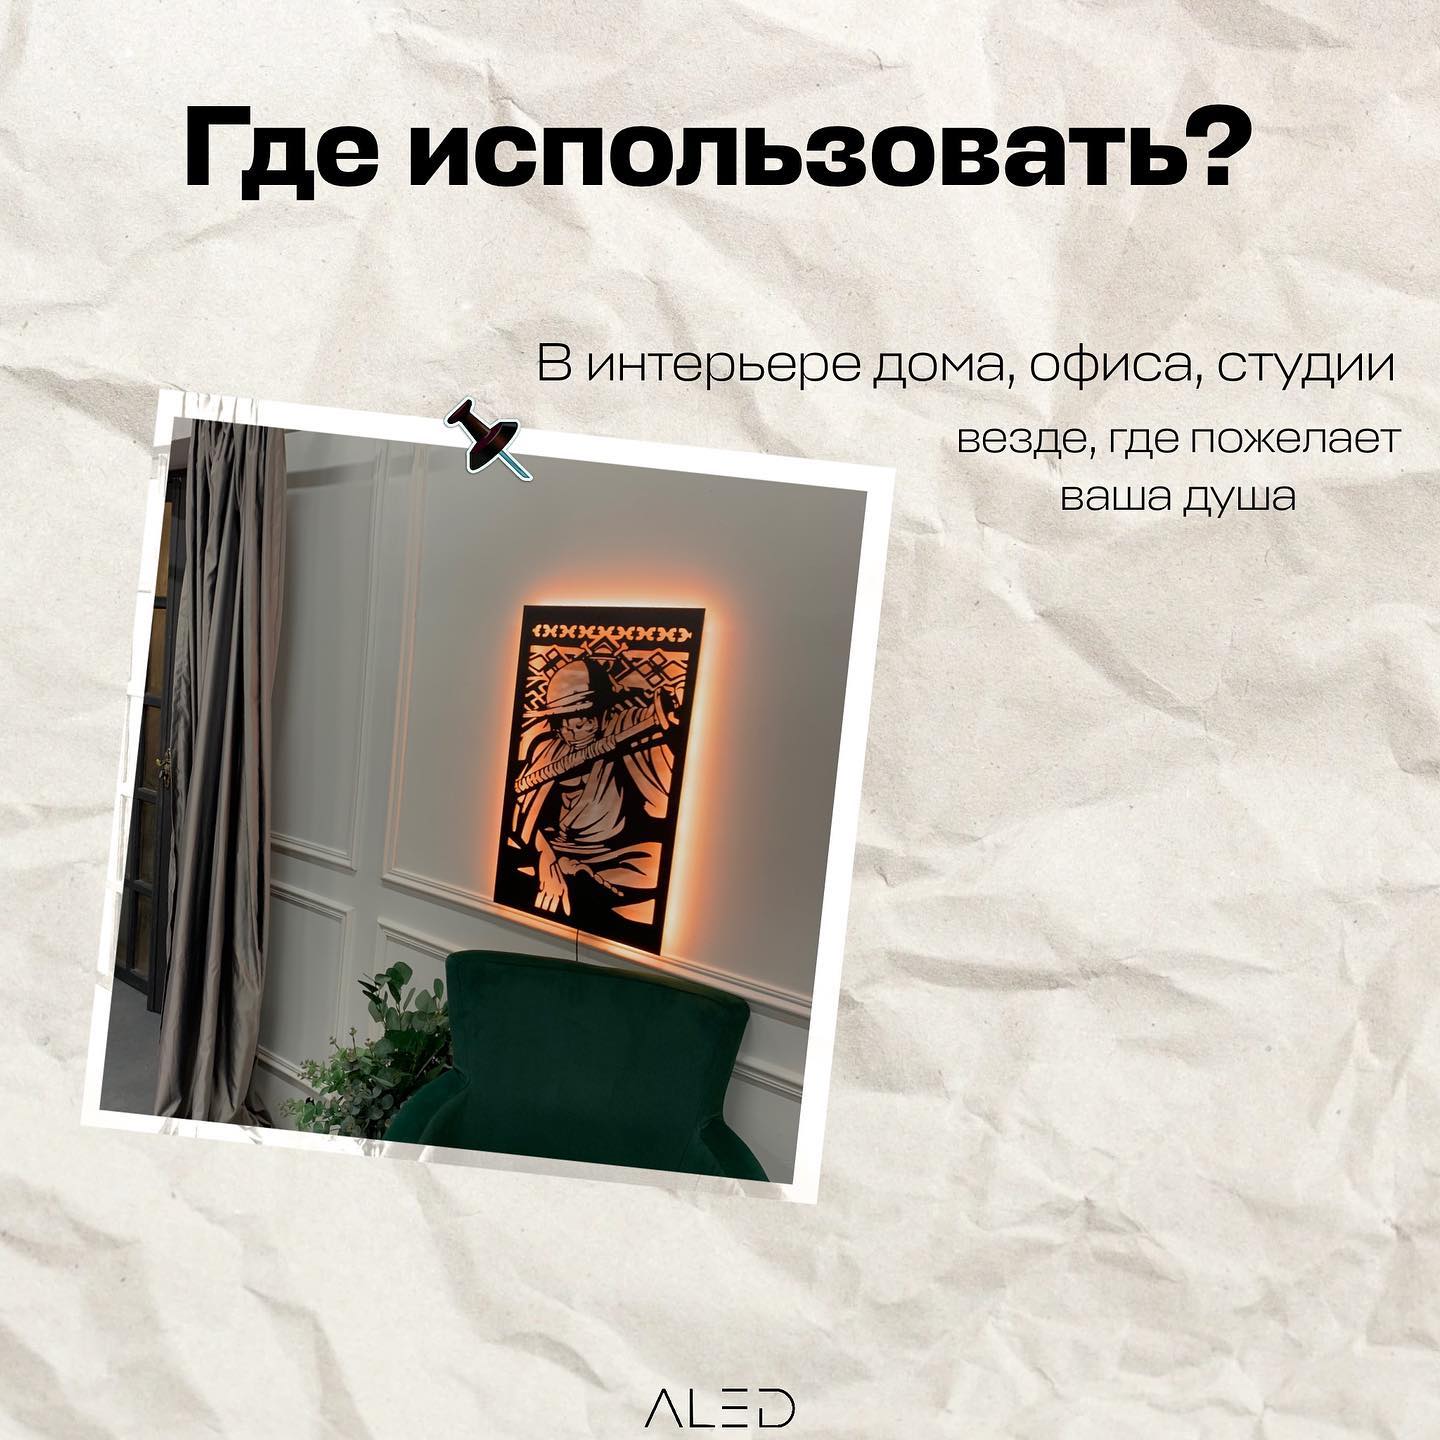 Где использовать?
В интерьере дома, офиса, студии
везде, где пожелает
ваша душа
ALED